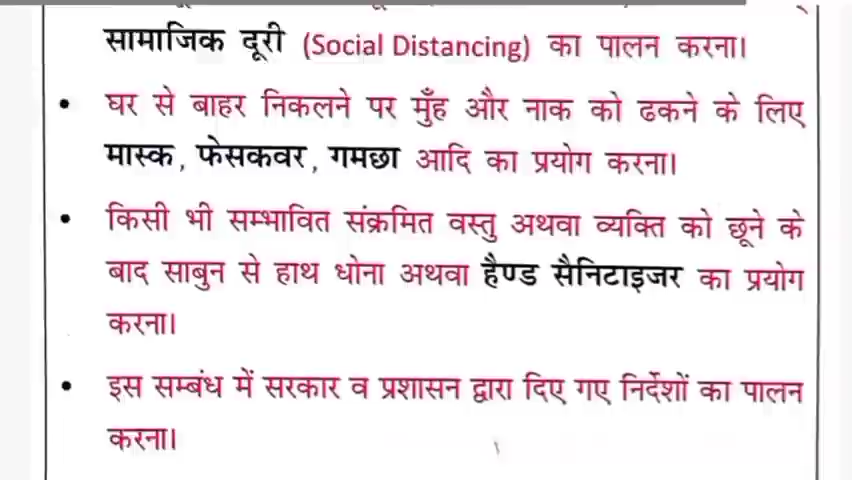 सामाजिक दूरी (Social Distancing) का पालन करना।
• घर से बाहर निकलने पर मुँह और नाक को ढकने के लिए
मास्क, फेसकवर, गमछा आदि का प्रयोग करना।
• किसी भी सम्भावित संक्रमित वस्तु अथवा व्यक्ति को छूने के
बाद साबुन से हाथ धोना अथवा हैण्ड सैनिटाइजर का प्रयोग
करना।
• इस सम्बंध में सरकार व प्रशासन द्वारा दिए गए निर्देशों का पालन
करना।